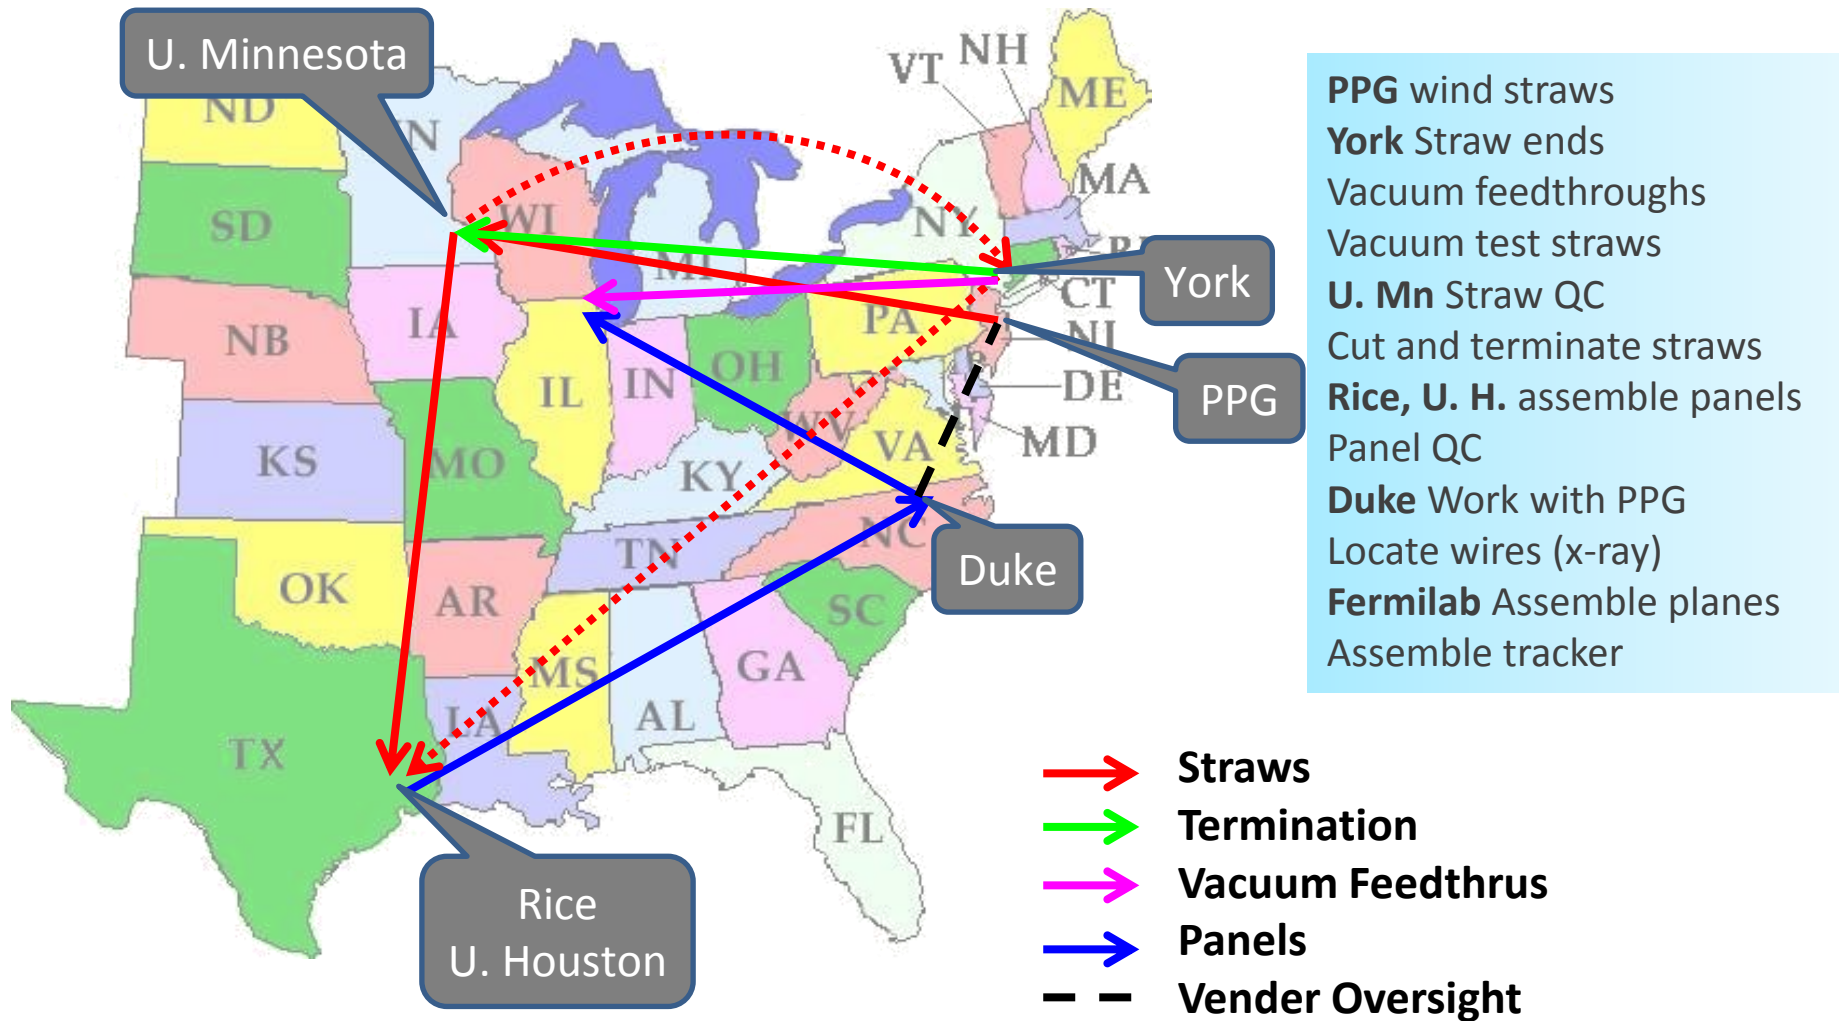 U. Minnesota
York
PPG
Duke
Rice
U. Houston
VT
NH
ME
ND
MA
SD
WI
NY
MI
CT
IA
PA
NJ
NB
OH
DE
IL
IN
WV
VA
MD
KS
MO
KY
TN
NC
OK
AR
SC
MS
GA
LA
AL
TX
FL
PPG wind straws
York Straw ends
Vacuum feedthroughs
Vacuum test straws
U. Mn Straw QC
Cut and terminate straws
Rice, U. H. assemble panels
Panel QC
Duke Work with PPG
Locate wires (x-ray)
Fermilab Assemble planes
Assemble tracker
Straws
Termination
Vacuum Feedthrus
Panels
Vender Oversight